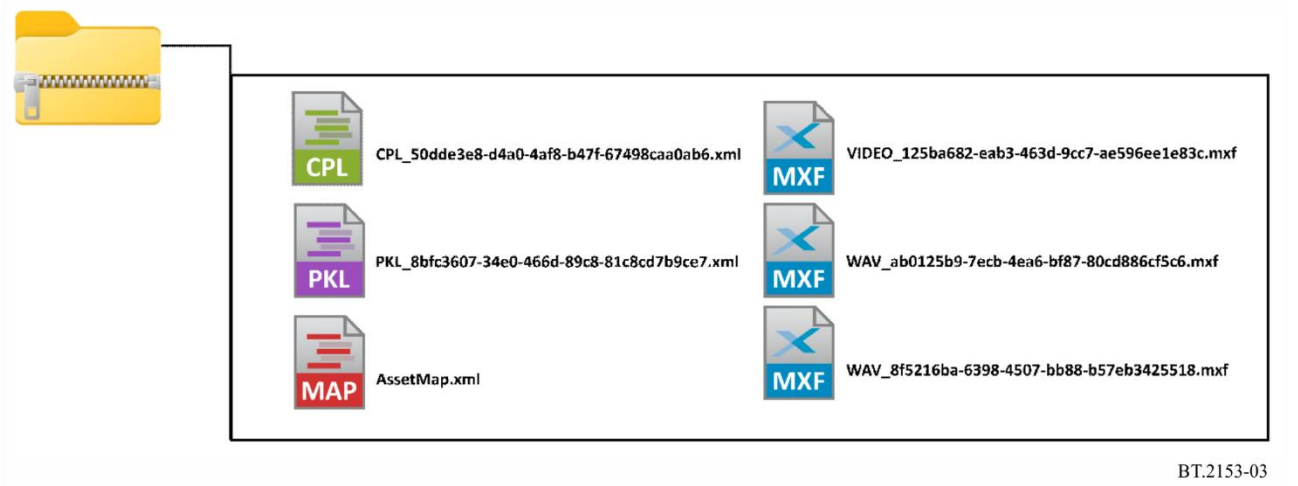 CPL
CPL_50dde3e8-d4a0-4af8-b47f-67498caa0ab6.xml
PKL
PKL_8bfc3607-34e0-466d-89c8-81c8cd7b9ce7.xml
MAP
AssetMap.xml
MXF
VIDEO_125ba682-eab3-463d-9cc7-ae596ee1e83c.mxf
MXF
WAV_ab0125b9-7ecb-4ea6-bf87-80cd886cf5c6.mxf
MXF
WAV_8f5216ba-6398-4507-bb88-b57eb3425518.mxf
BT.2153-03